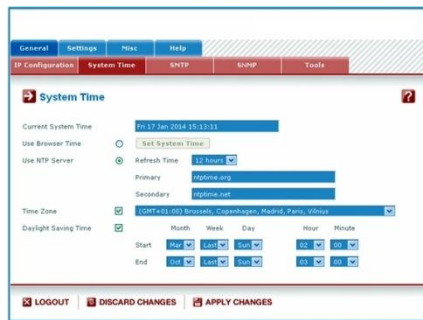 General Settings Misc Help
IP Configuration System Time SMTP SNMP Tools
System Time ?
Current System Time Fri 17 Jan 2014 15:13:11
Use Browser Time Set System Time
Use NTP Server Refresh Time 12 hours
Primary ntptime.org
Secondary ntptime.net
Time Zone (GMT+01:00) Brussels, Copenhagen, Madrid, Paris, Vilnius
Daylight Saving Time Month Week Day Hour Minute
Start Mar Last Sun 02 00
End Oct Last Sun 03 00
LOGOUT DISCARD CHANGES APPLY CHANGES